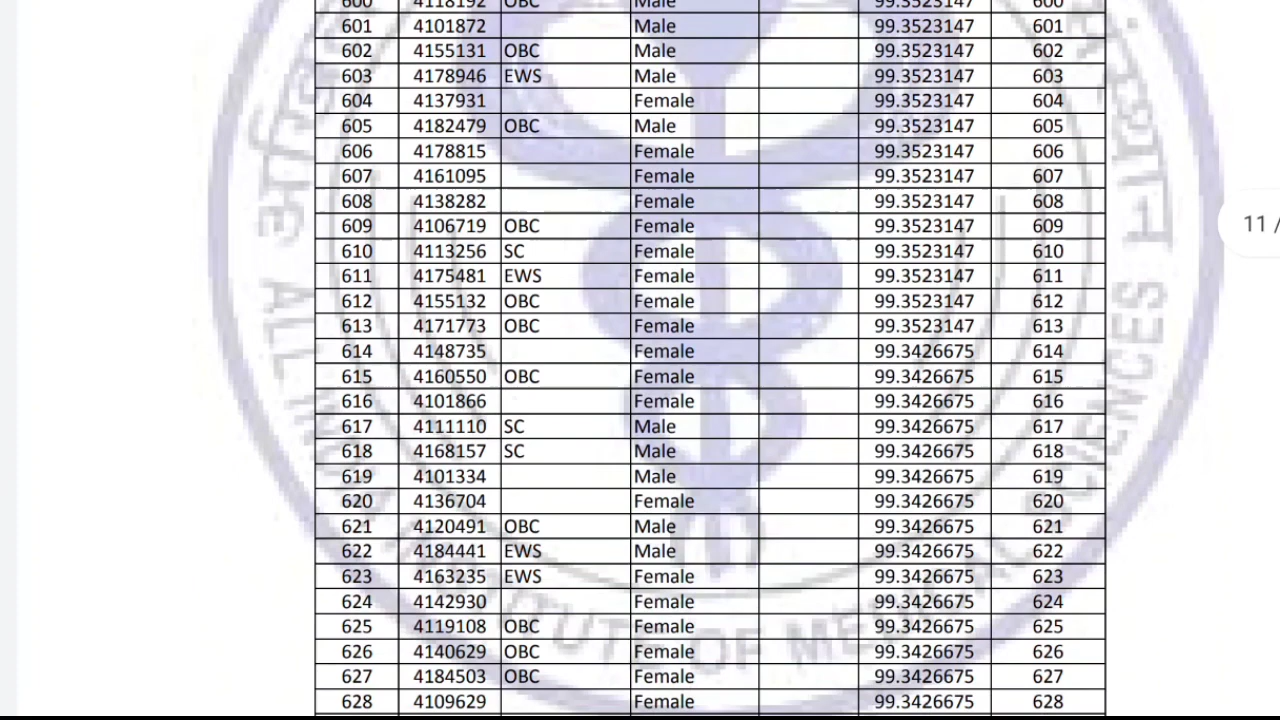 600 4118192 OBC Male 99.3523147 600
601 4101872 Male 99.3523147 601
602 4155131 OBC Male 99.3523147 602
603 4178946 EWS Male 99.3523147 603
604 4137931 Female 99.3523147 604
605 4182479 OBC Male 99.3523147 605
606 4178815 Female 99.3523147 606
607 4161095 Female 99.3523147 607
608 4138282 Female 99.3523147 608
609 4106719 OBC Female 99.3523147 609
610 4113256 SC Female 99.3523147 610
611 4175481 EWS Female 99.3523147 611
612 4155132 OBC Female 99.3523147 612
613 4171773 OBC Female 99.3523147 613
614 4148735 Female 99.3426675 614
615 4160550 OBC Female 99.3426675 615
616 4101866 Female 99.3426675 616
617 4111110 SC Male 99.3426675 617
618 4168157 SC Male 99.3426675 618
619 4101334 Male 99.3426675 619
620 4136704 Female 99.3426675 620
621 4120491 OBC Male 99.3426675 621
622 4184441 EWS Male 99.3426675 622
623 4163235 EWS Female 99.3426675 623
624 4142930 Female 99.3426675 624
625 4119108 OBC Female 99.3426675 625
626 4140629 OBC Female 99.3426675 626
627 4184503 OBC Female 99.3426675 627
628 4109629 Female 99.3426675 628
11 /
ALL INDIA INSTITUTE OF MEDICAL SCIENCES